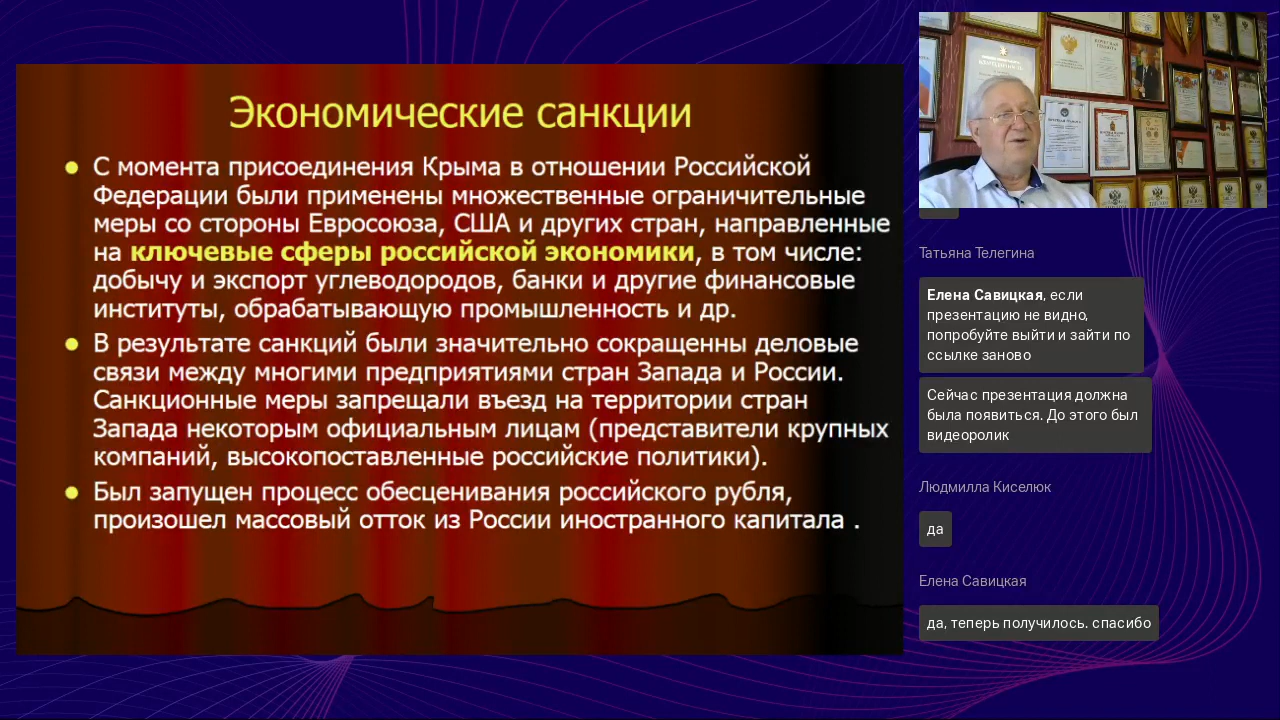 Экономические санкции
С момента присоединения Крыма в отношении Российской
Федерации были применены множественные ограничительные
меры со стороны Евросоюза, США и других стран, направленные
на ключевые сферы российской экономики, в том числе:
добычу и экспорт углеводородов, банки и другие финансовые
институты, обрабатывающую промышленность и др.
В результате санкций были значительно сокращенны деловые
связи между многими предприятиями стран Запада и России.
Санкционные меры запрещали въезд на территории стран
Запада некоторым официальным лицам (представители крупных
компаний, высокопоставленные российские политики).
Был запущен процесс обесценивания российского рубля,
произошел массовый отток из России иностранного капитала .
Татьяна Телегина
Елена Савицкая, если
презентацию не видно,
попробуйте выйти и зайти по
ссылке заново
Сейчас презентация должна
была появиться. До этого был
видеоролик
Людмилла Киселюк
да
Елена Савицкая
да, теперь получилось. спасибо